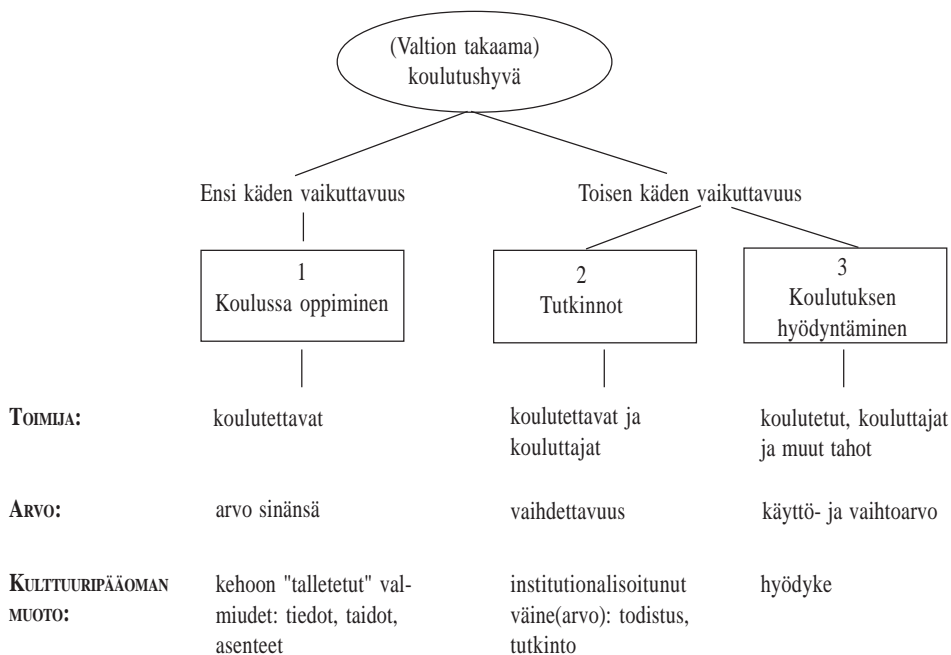 (Valtion takaama)
koulutushyvä
Ensi käden vaikuttavuus
Toisen käden vaikuttavuus
1
Koulussa oppiminen
2
Tutkinnot
3
Koulutuksen
hyödyntäminen
TOIMIJA:
koulutettavat
koulutettavat ja
kouluttajat
koulutetut, kouluttajat
ja muut tahot
ARVO:
arvo sinänsä
vaihdettavuus
käyttö- ja vaihtoarvo
KULTTUURIPÄÄOMAN
MUOTO:
kehoon "talletetut" val-
miudet: tiedot, taidot,
asenteet
institutionalisoitunut
väine(arvo): todistus,
tutkinto
hyödyke